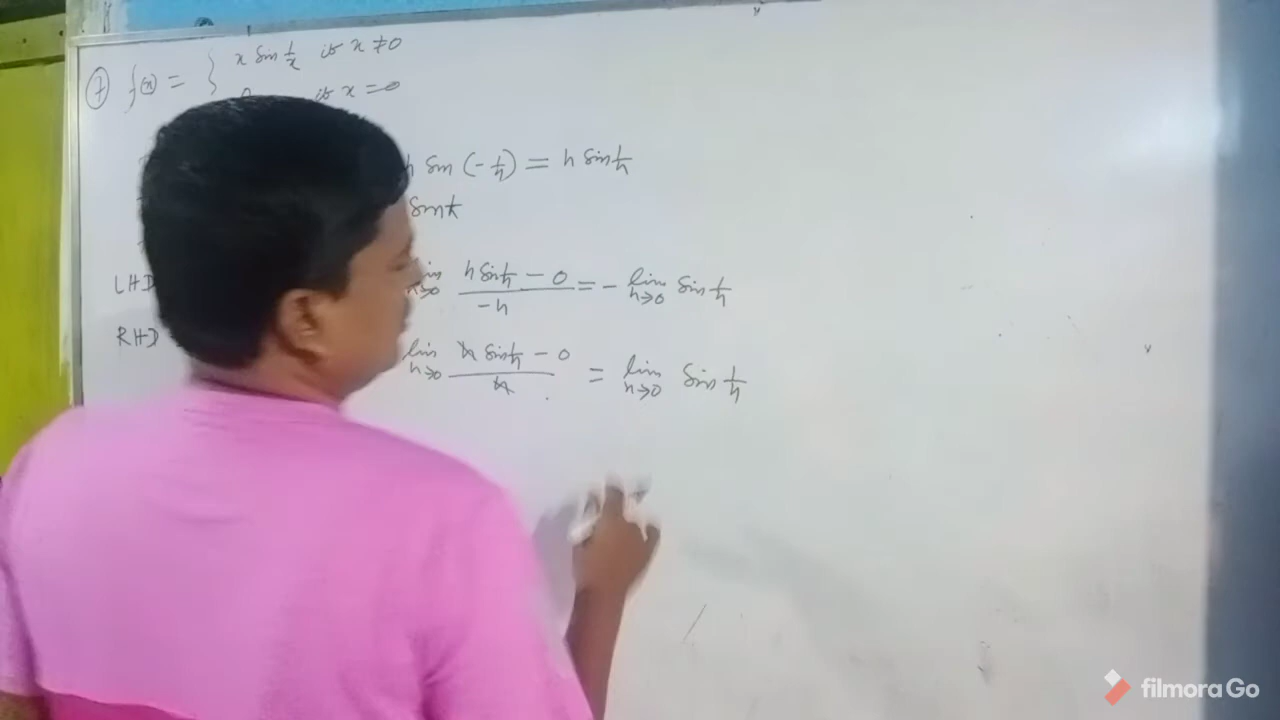 ⑦ f(x) = { x sin 1/x if x ≠ 0
0 if x = 0
h sin (-1/h) = h sin 1/h
sin 1/h
LHD lim h→0 (h sin 1/h - 0)/(-h) = - lim h→0 sin 1/h
RHD lim h→0 (h sin 1/h - 0)/h = lim h→0 sin 1/h
filmora Go